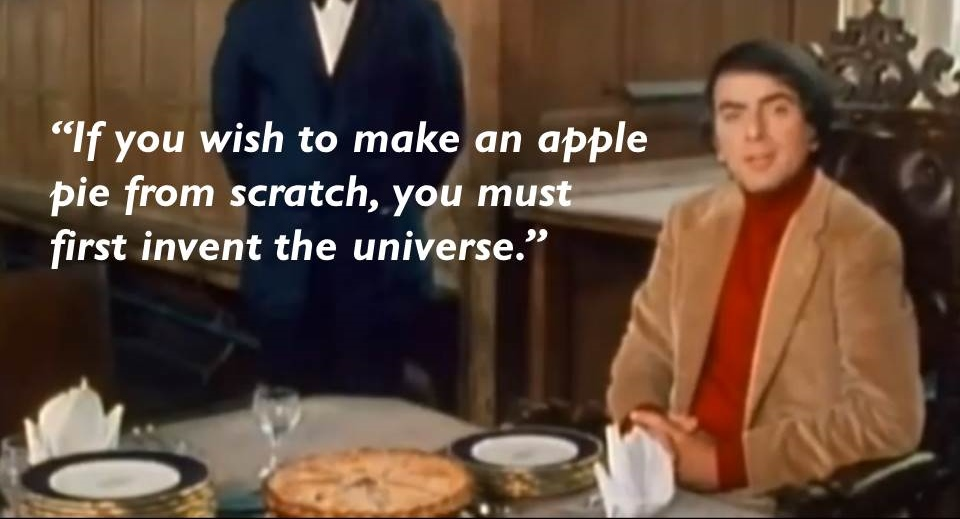 “If you wish to make an apple
pie from scratch, you must
first invent the universe.”